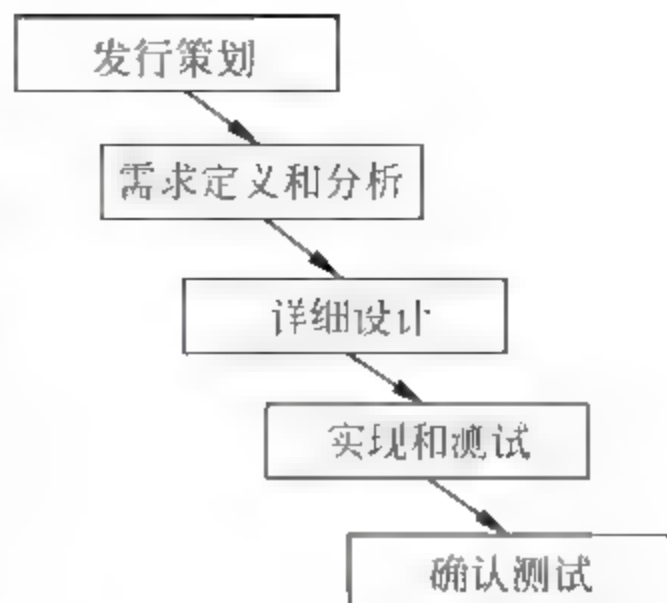 发行策划
需求定义和分析
详细设计
实现和测试
确认测试